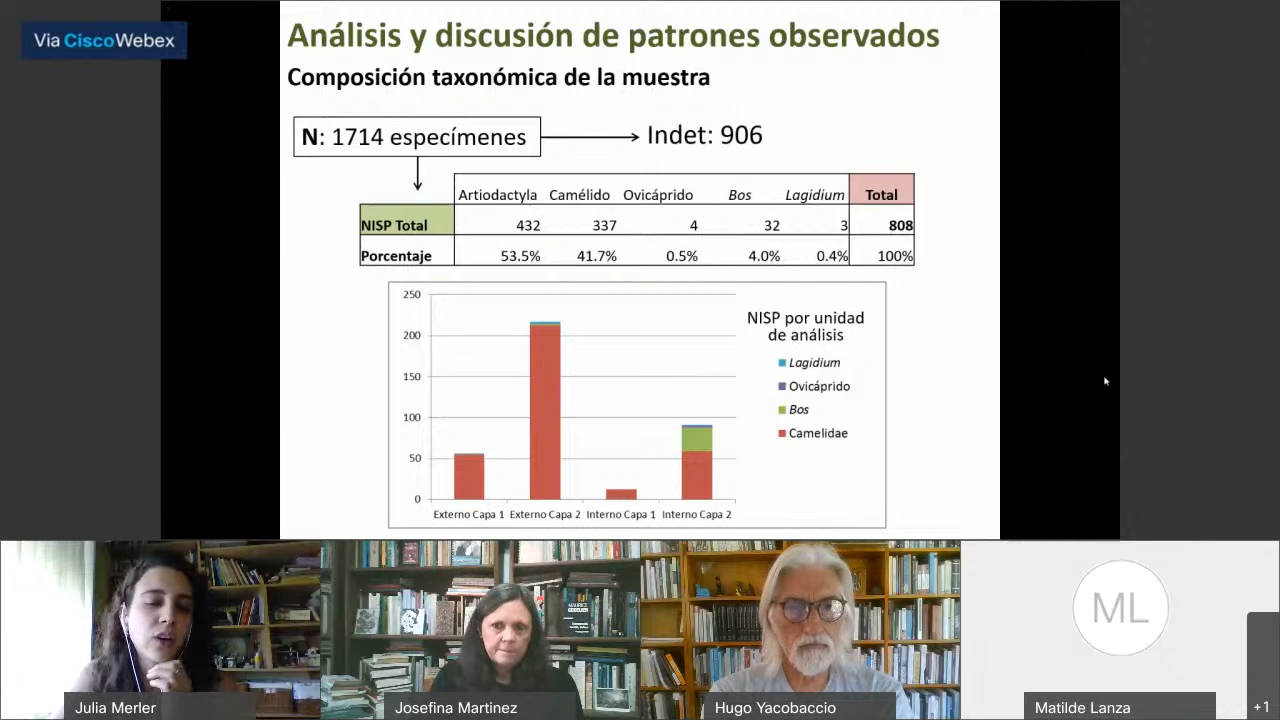 Via CiscoWebex
Análisis y discusión de patrones observados
Composición taxonómica de la muestra
N: 1714 especímenes
Indet: 906
Artiodactyla Camélido Ovicáprido Bos Lagidium Total
NISP Total 432 337 4 32 3 808
Porcentaje 53.5% 41.7% 0.5% 4.0% 0.4% 100%
250
200
150
100
50
0
Externo Capa 1 Externo Capa 2 Interno Capa 1 Interno Capa 2
NISP por unidad
de análisis
Lagidium
Ovicáprido
Bos
Camelidae
MAURICE
GODELIER
ML
Julia Merler
Josefina Martinez
Hugo Yacobaccio
Matilde Lanza
+1